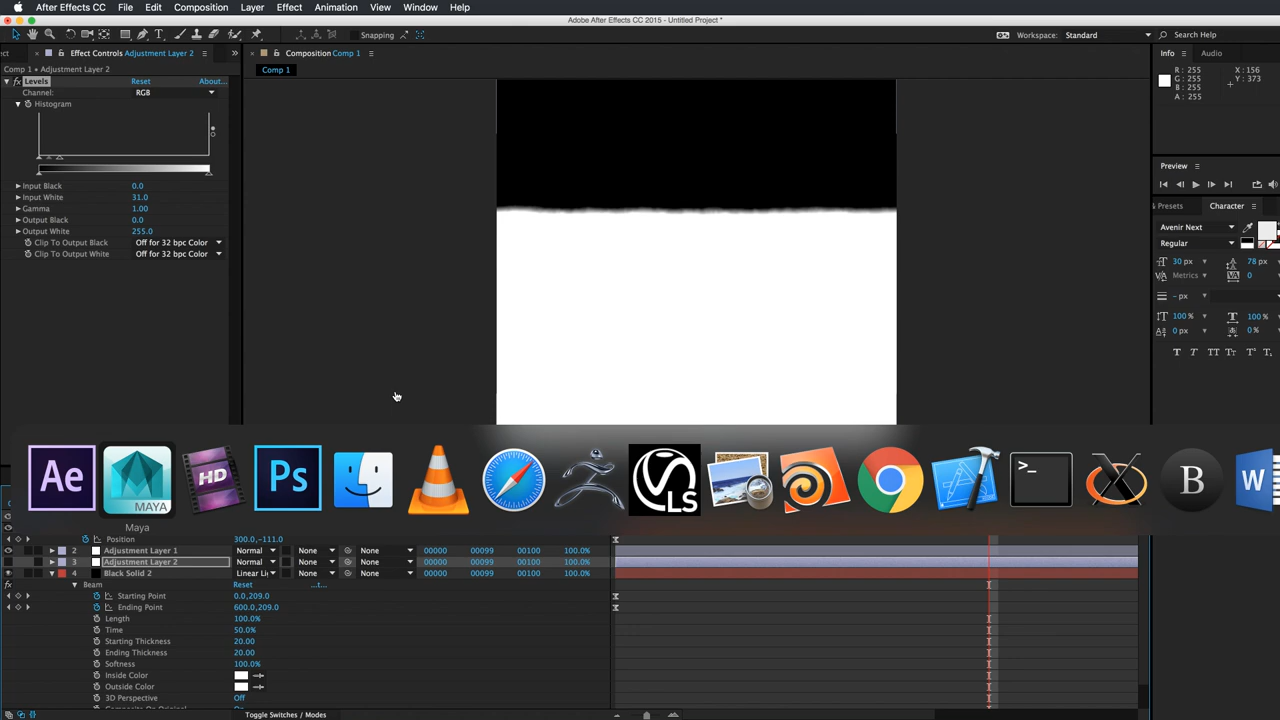 After Effects CC File Edit Composition Layer Effect Animation View Window Help
Adobe After Effects CC 2015 - Untitled Project *
Snapping
Workspace: Standard
Search Help
Effect Controls Adjustment Layer 2
Composition Comp 1
Info
Audio
Comp 1 • Adjustment Layer 2
Comp 1
Levels Reset About...
Channel: RGB
Histogram
R : 255
G : 255
B : 255
A : 255
X : 156
Y : 373
Preview
Presets
Character
Input Black 0.0
Input White 31.0
Gamma 1.00
Output Black 0.0
Output White 255.0
Clip To Output Black Off for 32 bpc Color
Clip To Output White Off for 32 bpc Color
Avenir Next
Regular
30 px
78 px
Metrics
0
- px
100 %
100 %
0 px
0 %
Ae
MAYA
HD
Ps
LS
B
W
Maya
Position 300.0,-111.0
2 Adjustment Layer 1 Normal None None 00000 00099 00100 100.0%
3 Adjustment Layer 2 Normal None None 00000 00099 00100 100.0%
4 Black Solid 2 Linear Li None None 00000 00099 00100 100.0%
Beam Reset ...t...
Starting Point 0.0,209.0
Ending Point 600.0,209.0
Length 100.0%
Time 50.0%
Starting Thickness 20.00
Ending Thickness 20.00
Softness 100.0%
Inside Color
Outside Color
3D Perspective Off
Toggle Switches / Modes